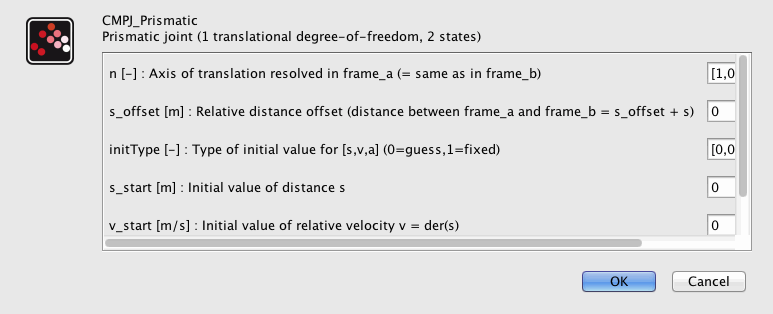 CMPJ_Prismatic
Prismatic joint (1 translational degree-of-freedom, 2 states)
n [-] : Axis of translation resolved in frame_a (= same as in frame_b) [1,0
s_offset [m] : Relative distance offset (distance between frame_a and frame_b = s_offset + s) 0
initType [-] : Type of initial value for [s,v,a] (0=guess,1=fixed) [0,0
s_start [m] : Initial value of distance s 0
v_start [m/s] : Initial value of relative velocity v = der(s) 0
OK Cancel